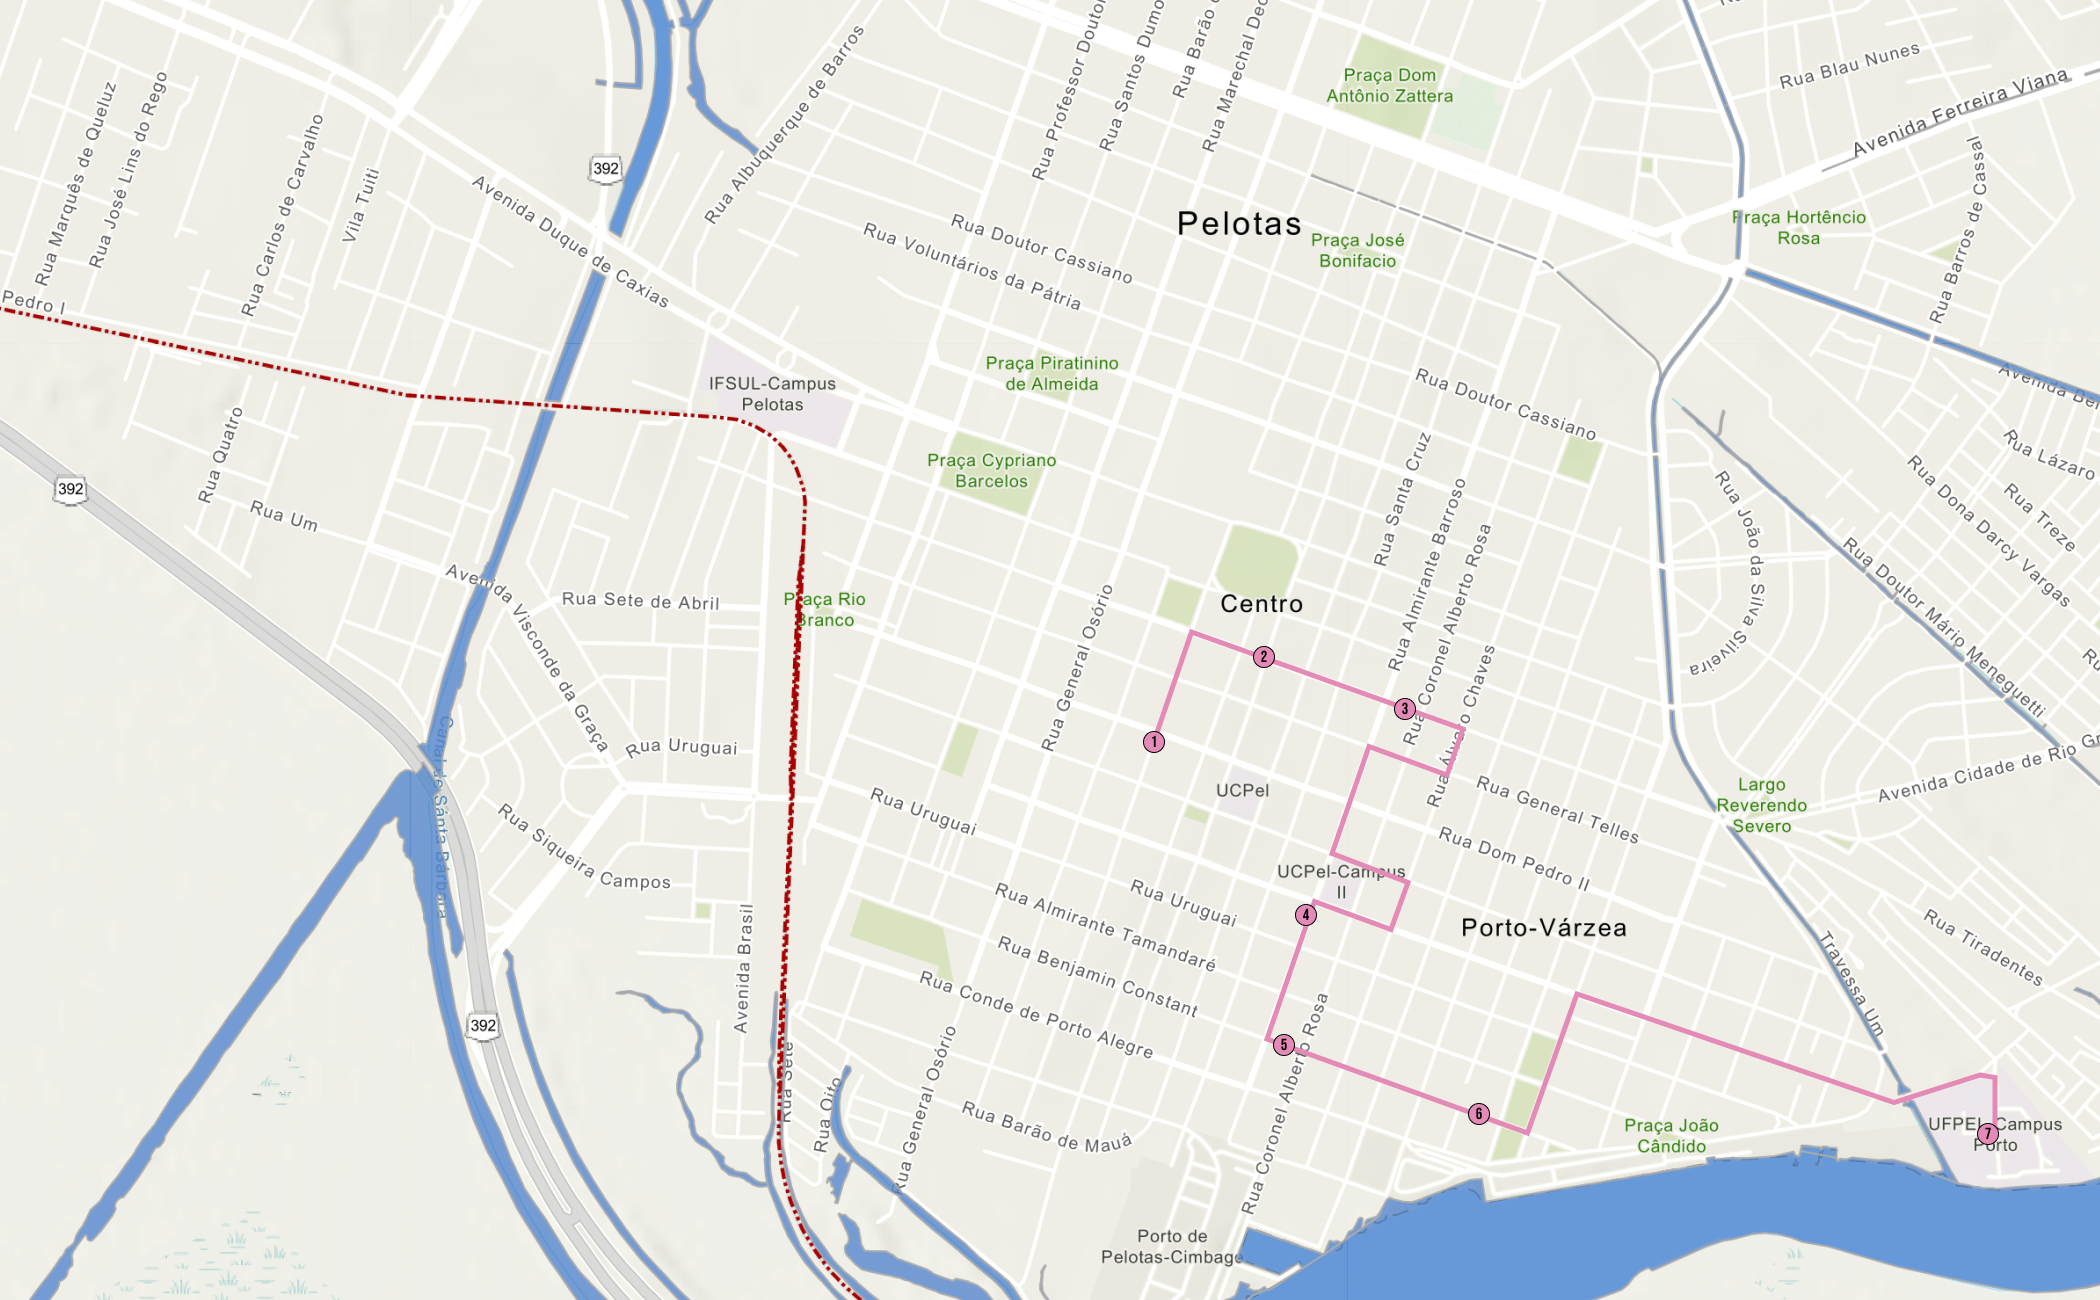 Rua Professor Doutor
Rua Santos Dumo
Rua Barão
Rua Marechal Deo
Rua Albuquerque de Barros
Praça Dom
Antônio Zattera
Rua Blau Nunes
Avenida Ferreira Viana
Rua Marquês de Queluz
Rua José Lins do Rego
Rua Carlos de Carvalho
Vila Tuiti
392
Avenida Duque de Caxias
Pelotas
Rua Doutor Cassiano
Rua Voluntários da Pátria
Praça José
Bonifacio
Praça Hortêncio
Rosa
Rua Barros de Cassal
Pedro I
IFSUL-Campus
Pelotas
Praça Piratinino
de Almeida
Rua Doutor Cassiano
Avenida Be
Praça Cypriano
Barcelos
Rua Quatro
392
Rua Um
Rua Santa Cruz
Rua Almirante Barroso
Rua Coronel Alberto Rosa
Rua Álvaro Chaves
Rua João da Silva Silveira
Rua Lázaro
Rua Dona Darcy Vargas
Rua Treze
Rua Doutor Mário Meneguetti
Ru
Avenida Visconde da Graça
Rua Sete de Abril
Praça Rio
Branco
Rua General Osório
Centro
1
2
3
Rua Uruguai
Canal de Santa Bárbara
UCPel
Rua General Telles
Largo
Reverendo
Severo
Avenida Cidade de Rio Gr
Rua Siqueira Campos
Rua Uruguai
Rua Dom Pedro II
UCPel-Campus
II
Rua Uruguai
4
Porto-Várzea
Rua Almirante Tamandaré
Rua Benjamin Constant
Rua Conde de Porto Alegre
Avenida Brasil
Rua Tiradentes
Travessa Um
392
Rua Sete
Rua Oito
Rua General Osório
Rua Coronel Alberto Rosa
5
Rua Barão de Mauá
6
Praça João
Cândido
UFPEL-Campus
Porto
7
Porto de
Pelotas-Cimbage